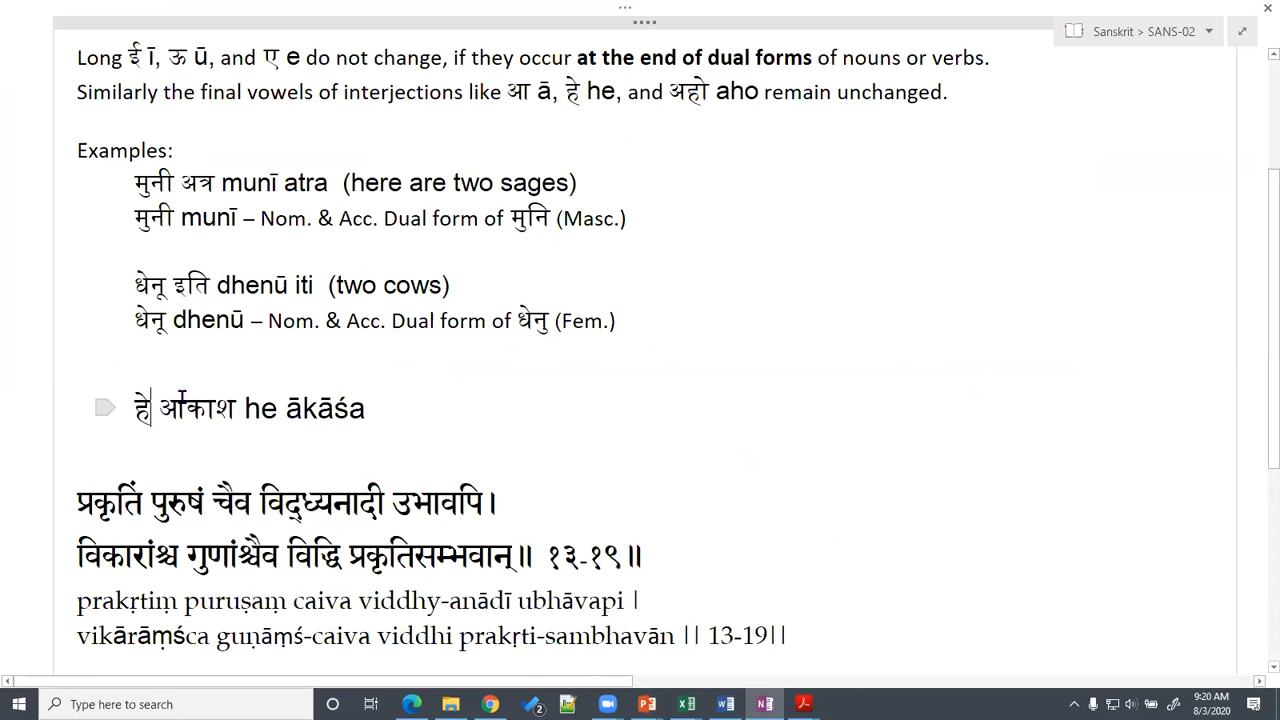 Sanskrit > SANS-02
Long ई ī, ऊ ū, and ए e do not change, if they occur at the end of dual forms of nouns or verbs.
Similarly the final vowels of interjections like आ ā, हे he, and अहो aho remain unchanged.
Examples:
मुनी अत्र munī atra (here are two sages)
मुनी munī – Nom. & Acc. Dual form of मुनि (Masc.)
धेनू इति dhenū iti (two cows)
धेनू dhenū – Nom. & Acc. Dual form of धेनु (Fem.)
हे आकाश he ākāśa
प्रकृतिं पुरुषं चैव विद्ध्यनादी उभावपि।
विकारांश्च गुणांश्चैव विद्धि प्रकृतिसम्भवान्॥ १३-१९॥
prakṛtiṃ puruṣaṃ caiva viddhy-anādī ubhāvapi |
vikārāṃśca guṇāṃś-caiva viddhi prakṛti-sambhavān || 13-19||
Type here to search
2
9:20 AM
8/3/2020